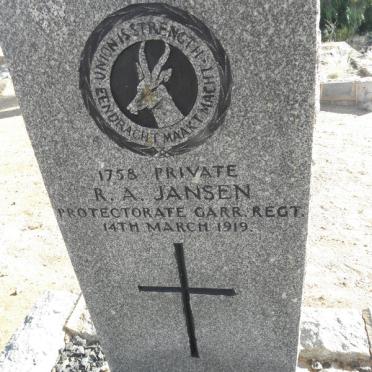 UNION IS STRENGTH
EENDRACHT MAAKT MACHT
1758 PRIVATE
R. A. JANSEN
PROTECTORATE GARR. REGT.
14TH MARCH 1919.